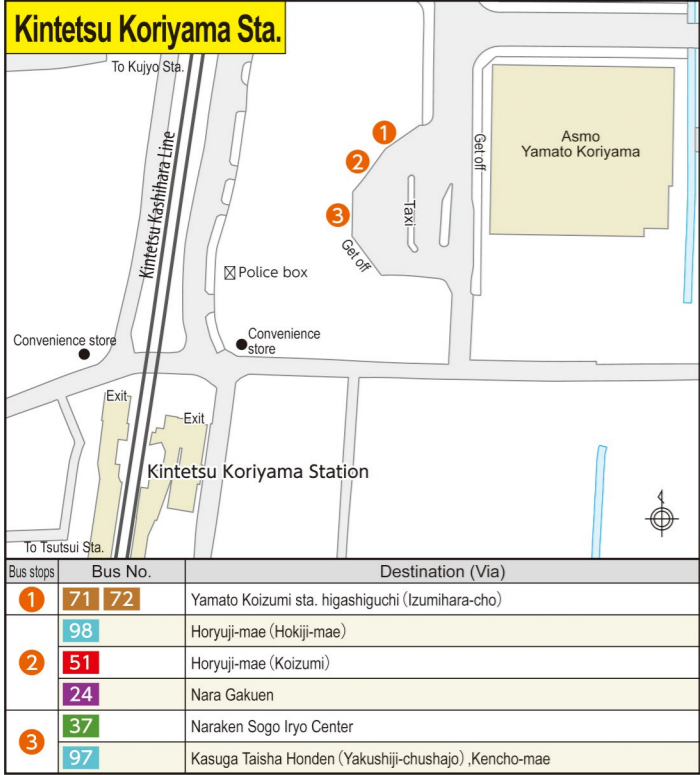 Kintetsu Koriyama Sta.
To Kujyo Sta.
Kintetsu Kashihara Line
1
2
3
Get off
Taxi
Get off
Asmo
Yamato Koriyama
Police box
Convenience store
Convenience
store
Exit
Exit
Kintetsu Koriyama Station
To Tsutsui Sta.
Bus stops Bus No. Destination (Via)
1 71 72 Yamato Koizumi sta. higashiguchi (Izumihara-cho)
98 Horyuji-mae (Hokiji-mae)
2 51 Horyuji-mae (Koizumi)
24 Nara Gakuen
3 37 Naraken Sogo Iryo Center
97 Kasuga Taisha Honden (Yakushiji-chushajo) ,Kencho-mae